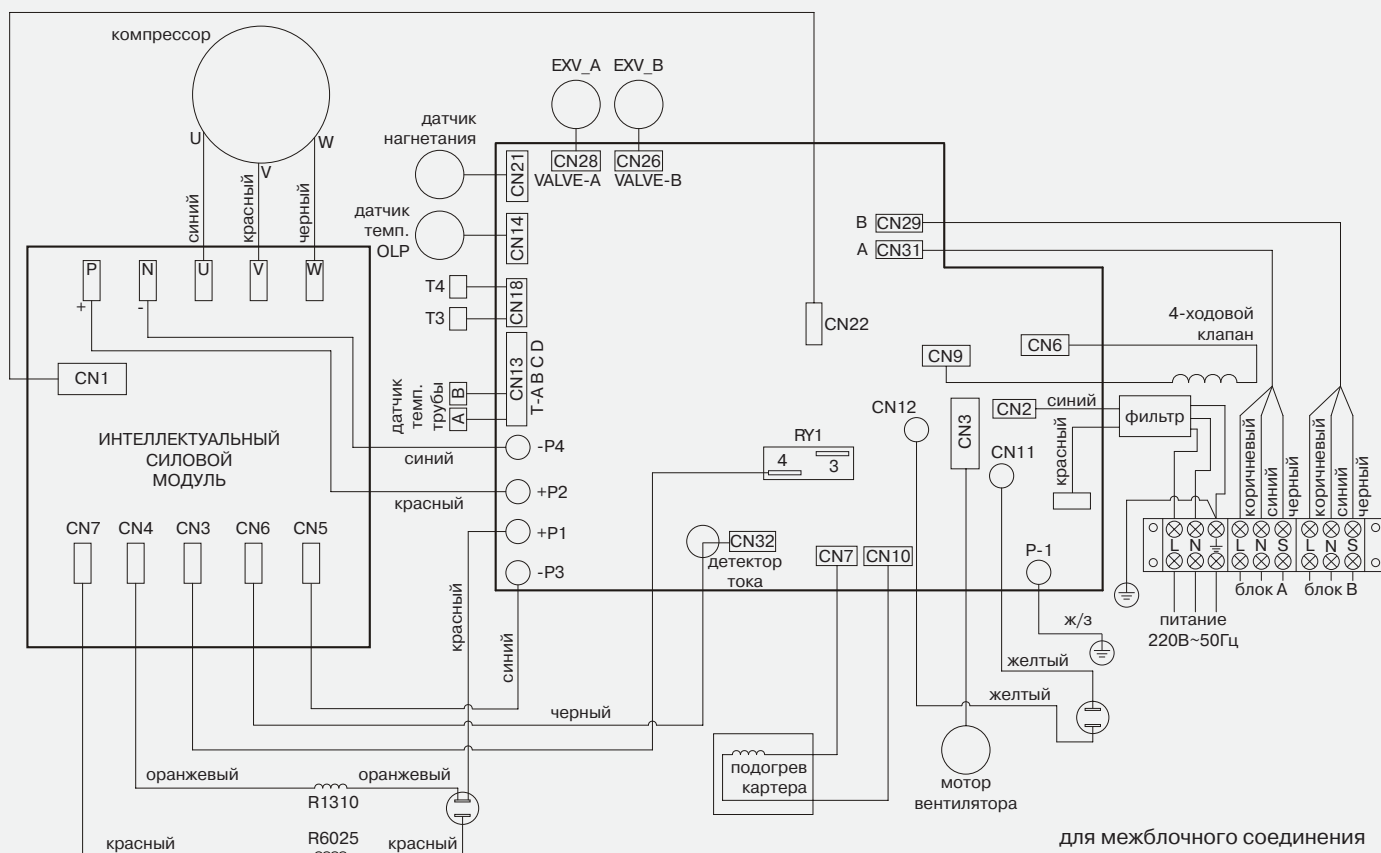 компрессор
U
V
W
синий
красный
черный
P
N
U
V
W
+
-
CN1
ИНТЕЛЛЕКТУАЛЬНЫЙ
СИЛОВОЙ
МОДУЛЬ
CN7
CN4
CN3
CN6
CN5
EXV_A
EXV_B
датчик
нагнетания
CN21
CN28
VALVE-A
CN26
VALVE-B
датчик
темп.
OLP
CN14
T4
T3
CN18
CN13
T-A B C D
датчик
темп.
трубы
B
A
-P4
синий
+P2
красный
+P1
-P3
красный
синий
B
CN29
A
CN31
CN22
4-ходовой
клапан
CN6
CN9
CN12
CN3
CN2
синий
фильтр
красный
CN11
RY1
4
3
CN32
детектор
тока
CN7
CN10
P-1
ж/з
желтый
желтый
коричневый
синий
черный
коричневый
синий
черный
L
N
L
N
S
L
N
S
блок A
блок B
питание
220В~50Гц
черный
оранжевый
оранжевый
R1310
R6025
красный
красный
подогрев
картера
мотор
вентилятора
для межблочного соединения